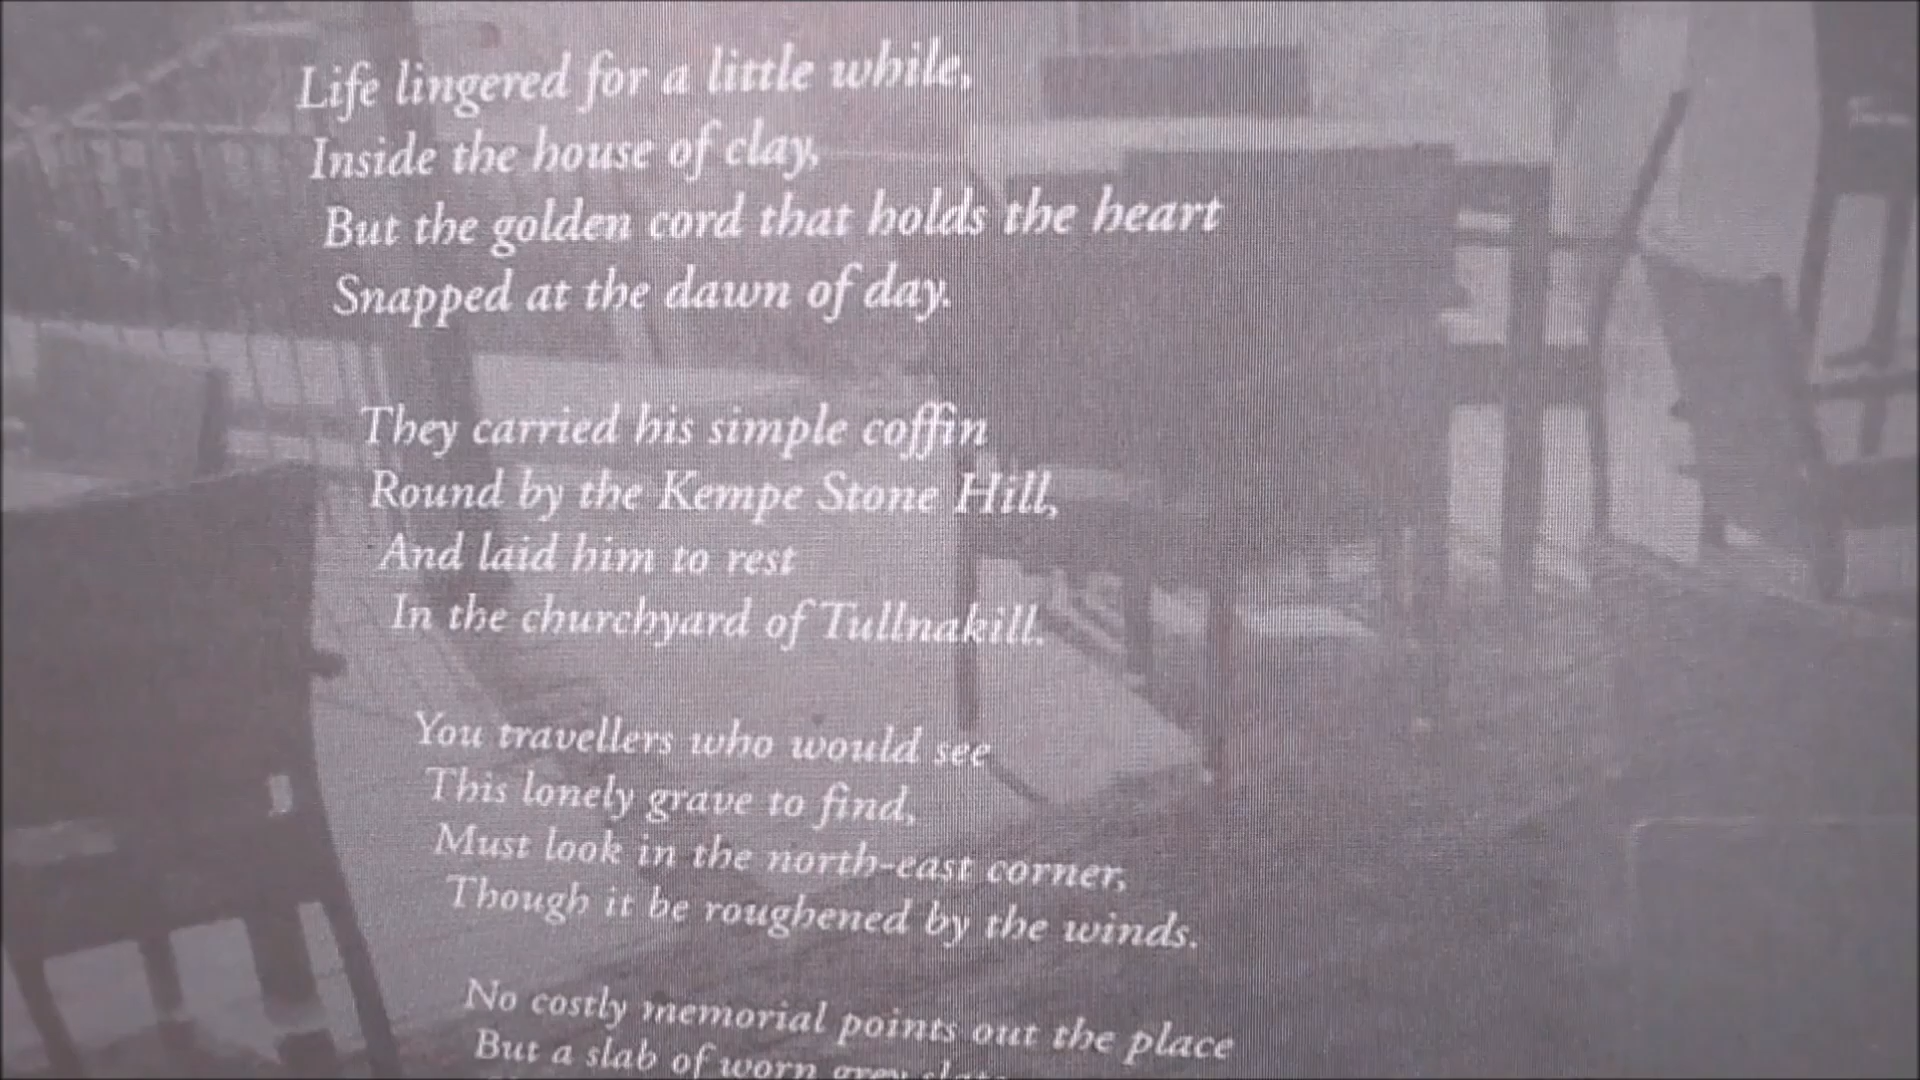 Life lingered for a little while,
Inside the house of clay,
But the golden cord that holds the heart
Snapped at the dawn of day.
They carried his simple coffin
Round by the Kempe Stone Hill,
And laid him to rest
In the churchyard of Tullnakill.
You travellers who would see
This lonely grave to find,
Must look in the north-east corner,
Though it be roughened by the winds.
No costly memorial points out the place
But a slab of worn grey slate